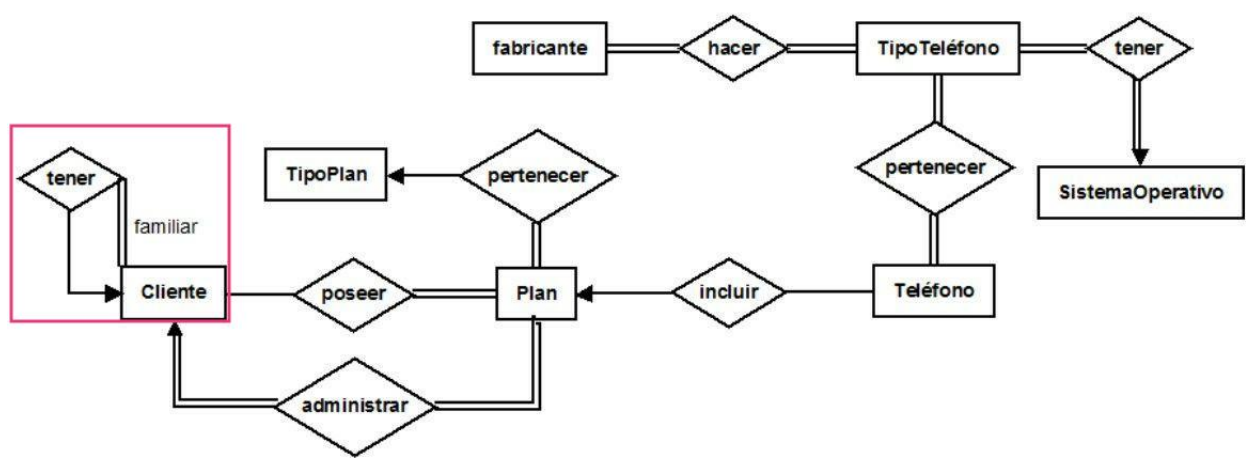 fabricante
hacer
TipoTeléfono
tener
tener
TipoPlan
pertenecer
pertenecer
SistemaOperativo
familiar
Cliente
poseer
Plan
incluir
Teléfono
administrar